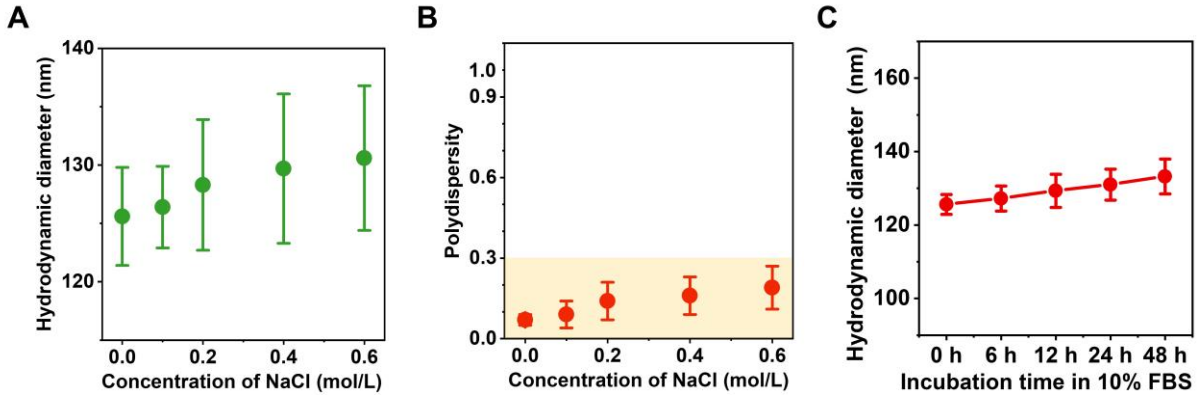 A
Hydrodynamic diameter (nm)
140
130
120
0.0 0.2 0.4 0.6
Concentration of NaCl (mol/L)
B
Polydispersity
1.0
0.9
0.6
0.3
0.0
0.0 0.2 0.4 0.6
Concentration of NaCl (mol/L)
C
Hydrodynamic diameter (nm)
160
140
120
100
0 h 6 h 12 h 24 h 48 h
Incubation time in 10% FBS